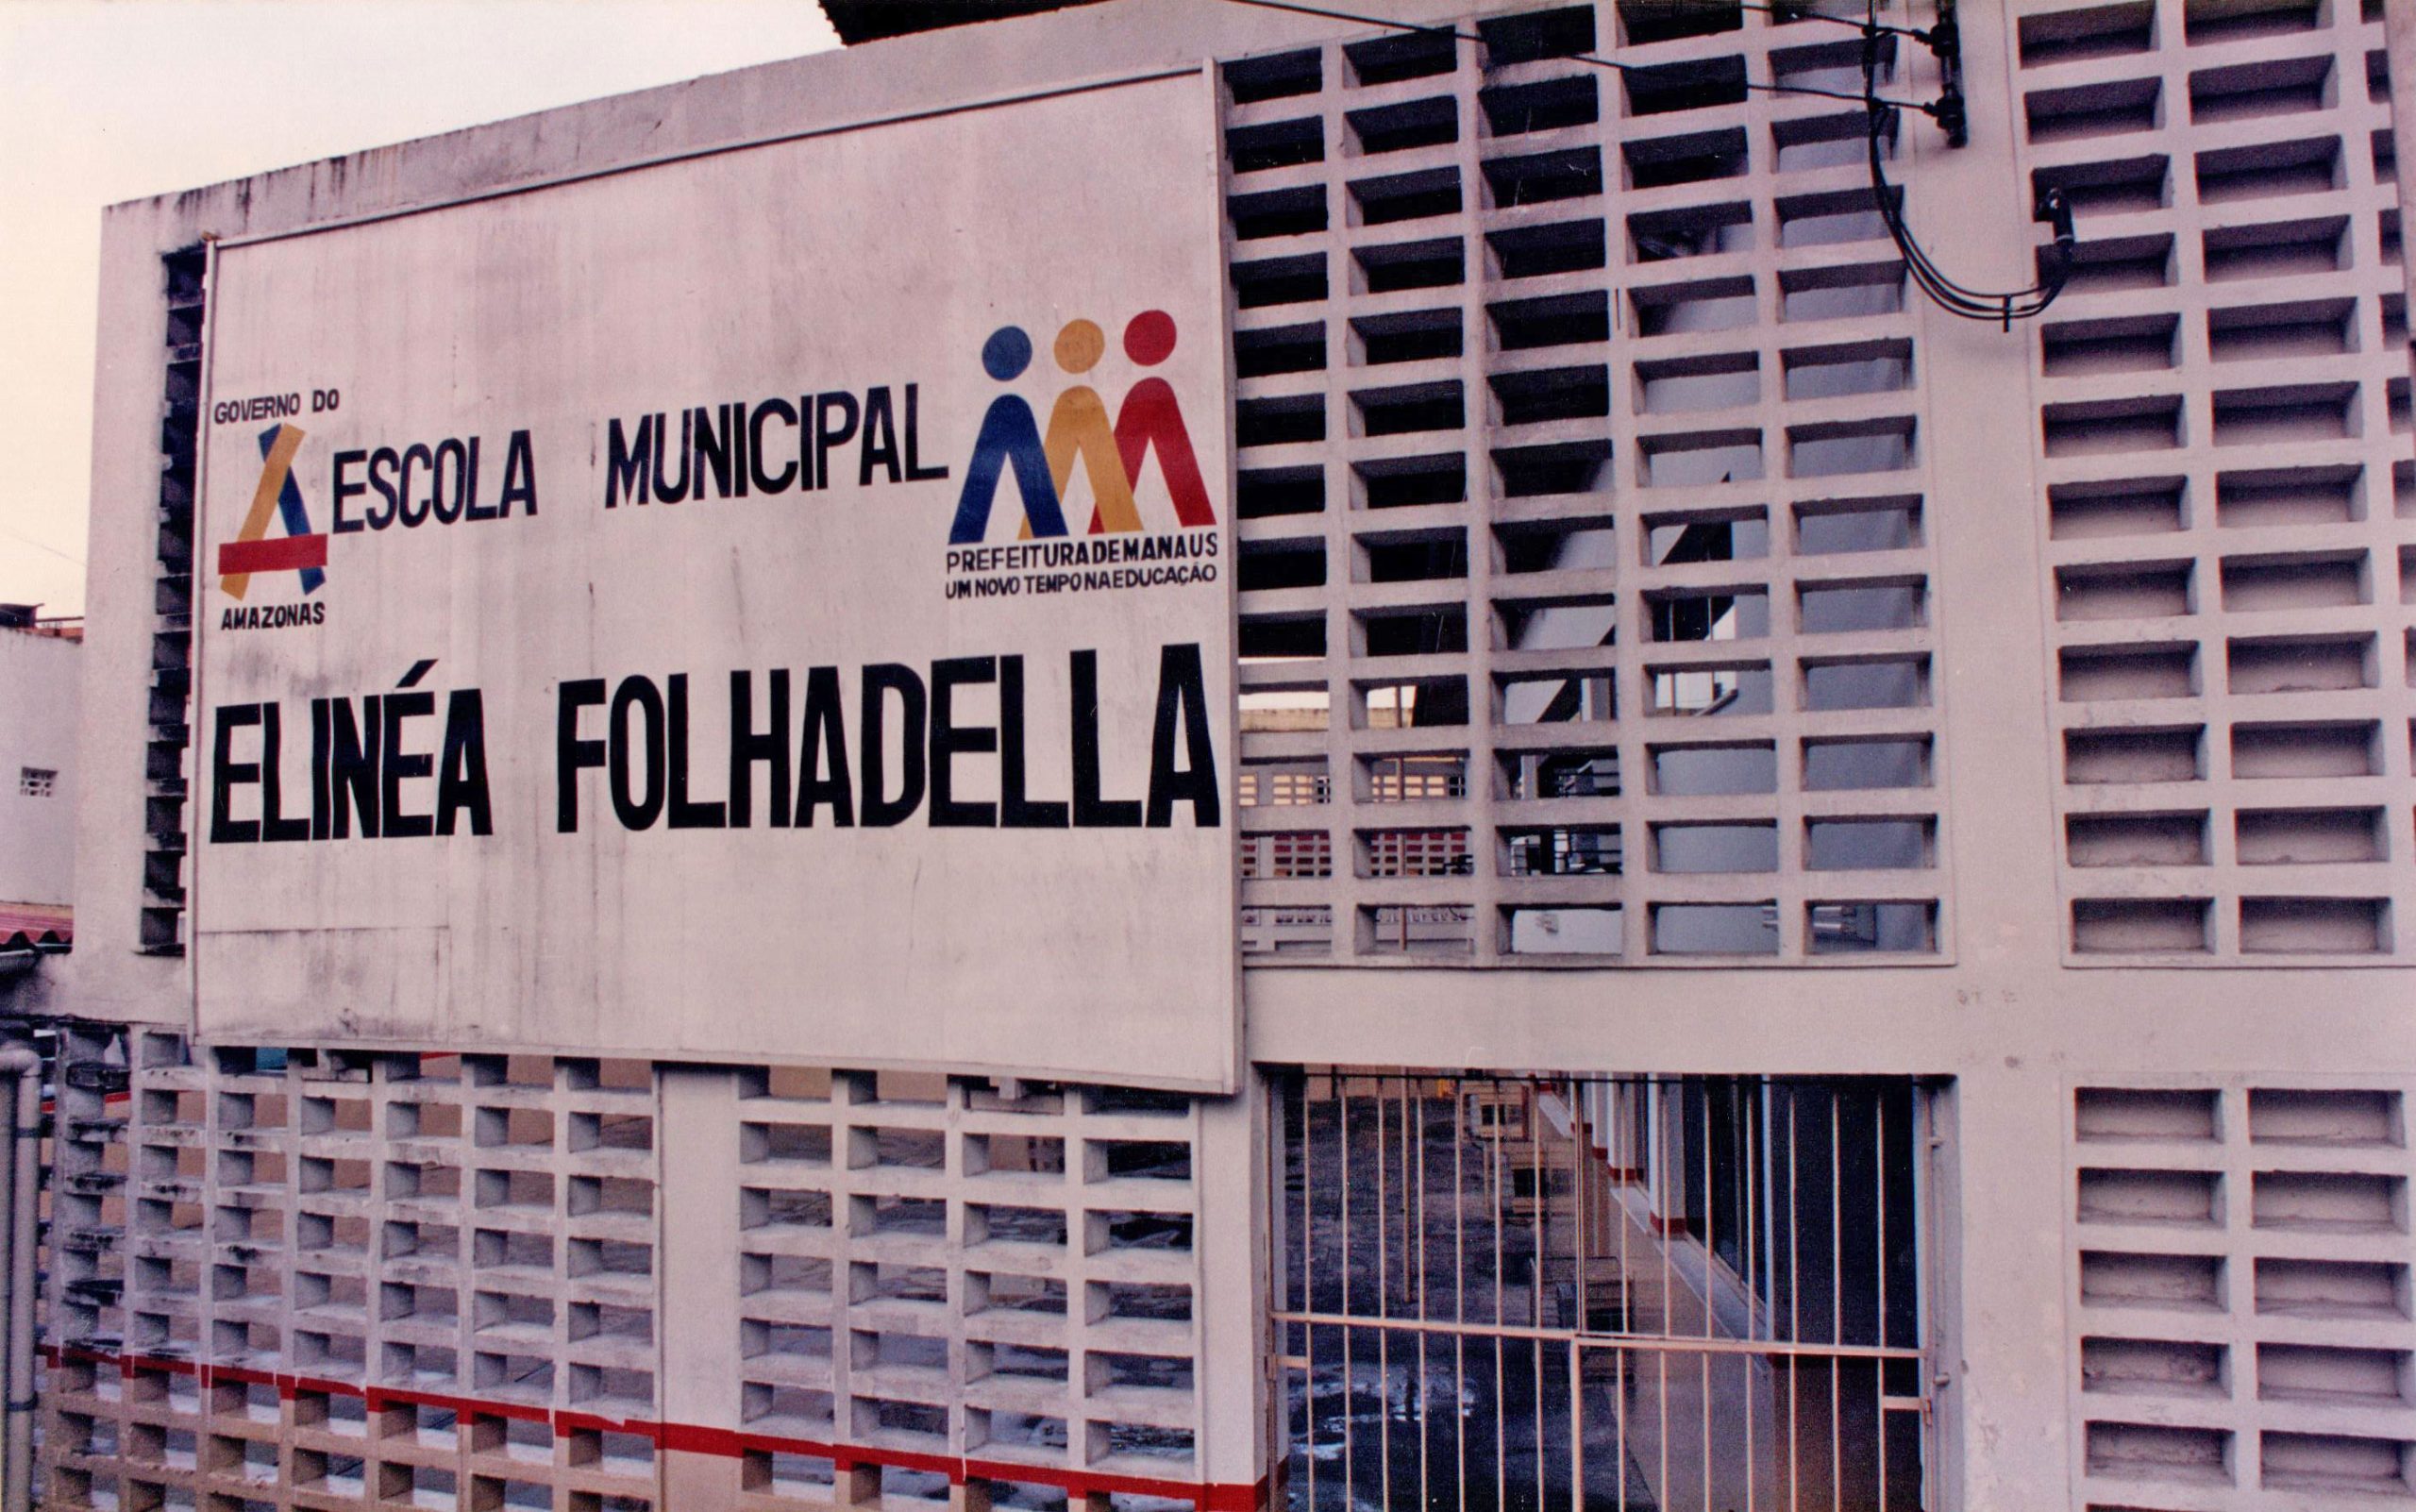 GOVERNO DO
AMAZONAS
ESCOLA MUNICIPAL
PREFEITURA DE MANAUS
UM NOVO TEMPO NA EDUCAÇÃO
ELINÉA FOLHADELLA